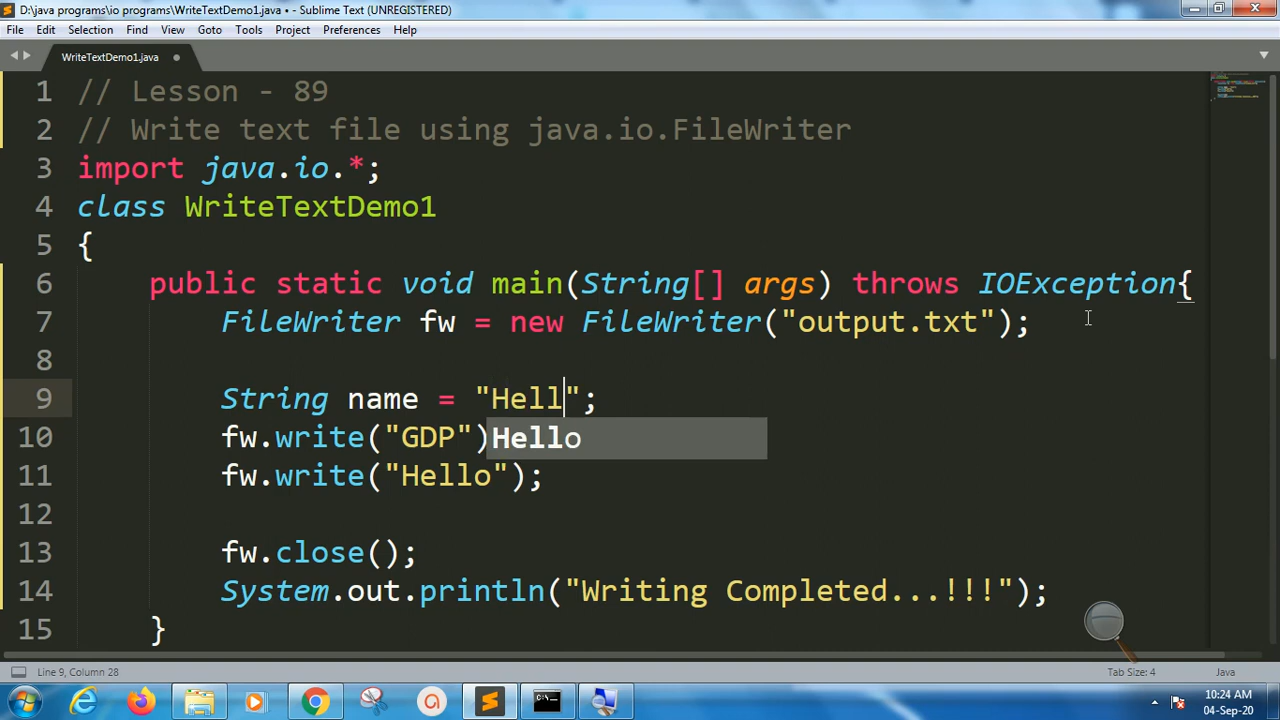 D:\java programs\io programs\WriteTextDemo1.java • - Sublime Text (UNREGISTERED)
File Edit Selection Find View Goto Tools Project Preferences Help
WriteTextDemo1.java
1 // Lesson - 89
2 // Write text file using java.io.FileWriter
3 import java.io.*;
4 class WriteTextDemo1
5 {
6 public static void main(String[] args) throws IOException{
7 FileWriter fw = new FileWriter("output.txt");
8
9 String name = "Hell";
10 fw.write("GDP")
Hello
11 fw.write("Hello");
12
13 fw.close();
14 System.out.println("Writing Completed...!!!");
15 }
Line 9, Column 28 Tab Size: 4 Java
10:24 AM
04-Sep-20